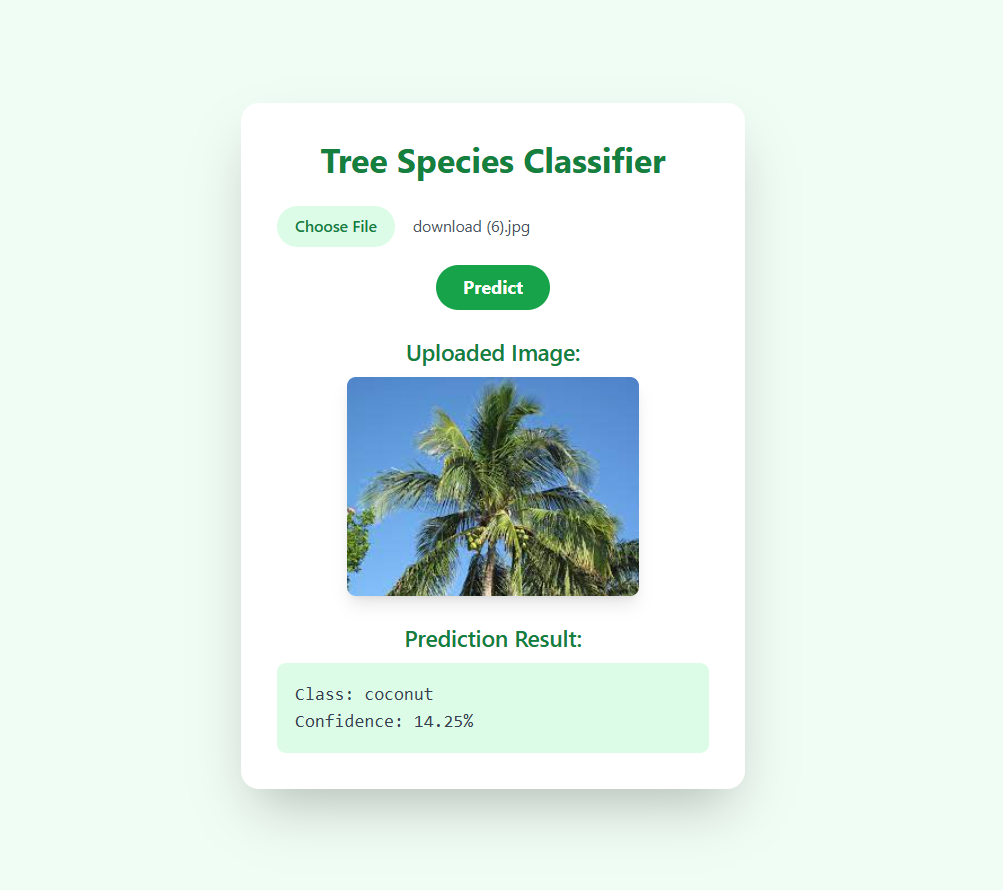 Tree Species Classifier
Choose File download (6).jpg
Predict
Uploaded Image:
Prediction Result:
Class: coconut
Confidence: 14.25%